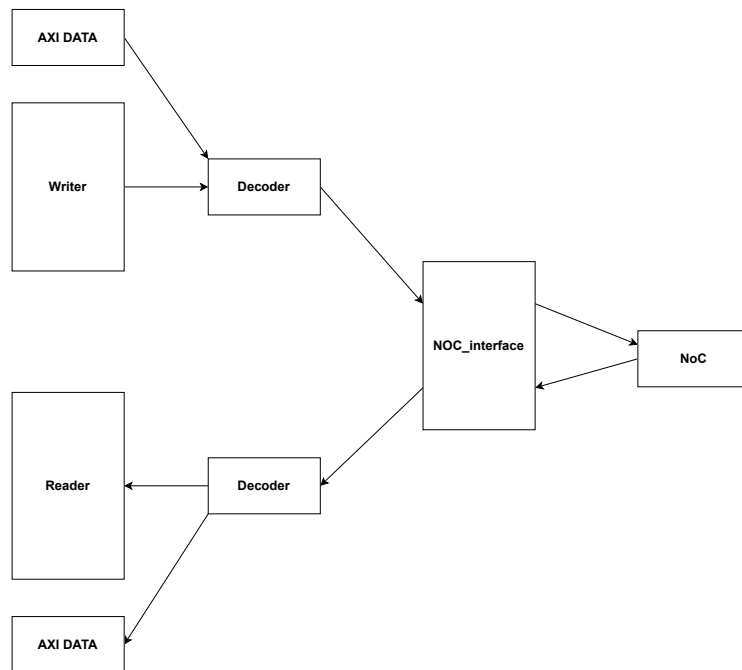 AXI DATA
Writer
Decoder
NOC_interface
NoC
Reader
Decoder
AXI DATA